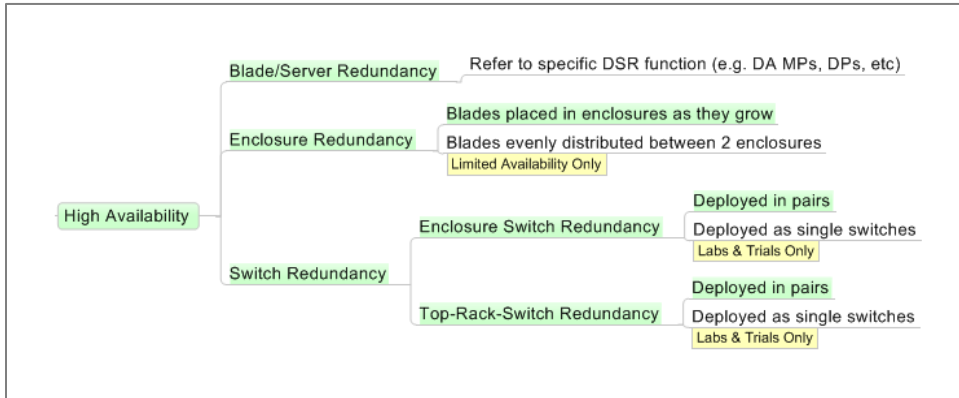 Blade/Server Redundancy
Refer to specific DSR function (e.g. DA MPs, DPs, etc)
Blades placed in enclosures as they grow
Enclosure Redundancy
Blades evenly distributed between 2 enclosures
Limited Availability Only
High Availability
Deployed in pairs
Enclosure Switch Redundancy
Deployed as single switches
Labs & Trials Only
Switch Redundancy
Deployed in pairs
Top-Rack-Switch Redundancy
Deployed as single switches
Labs & Trials Only